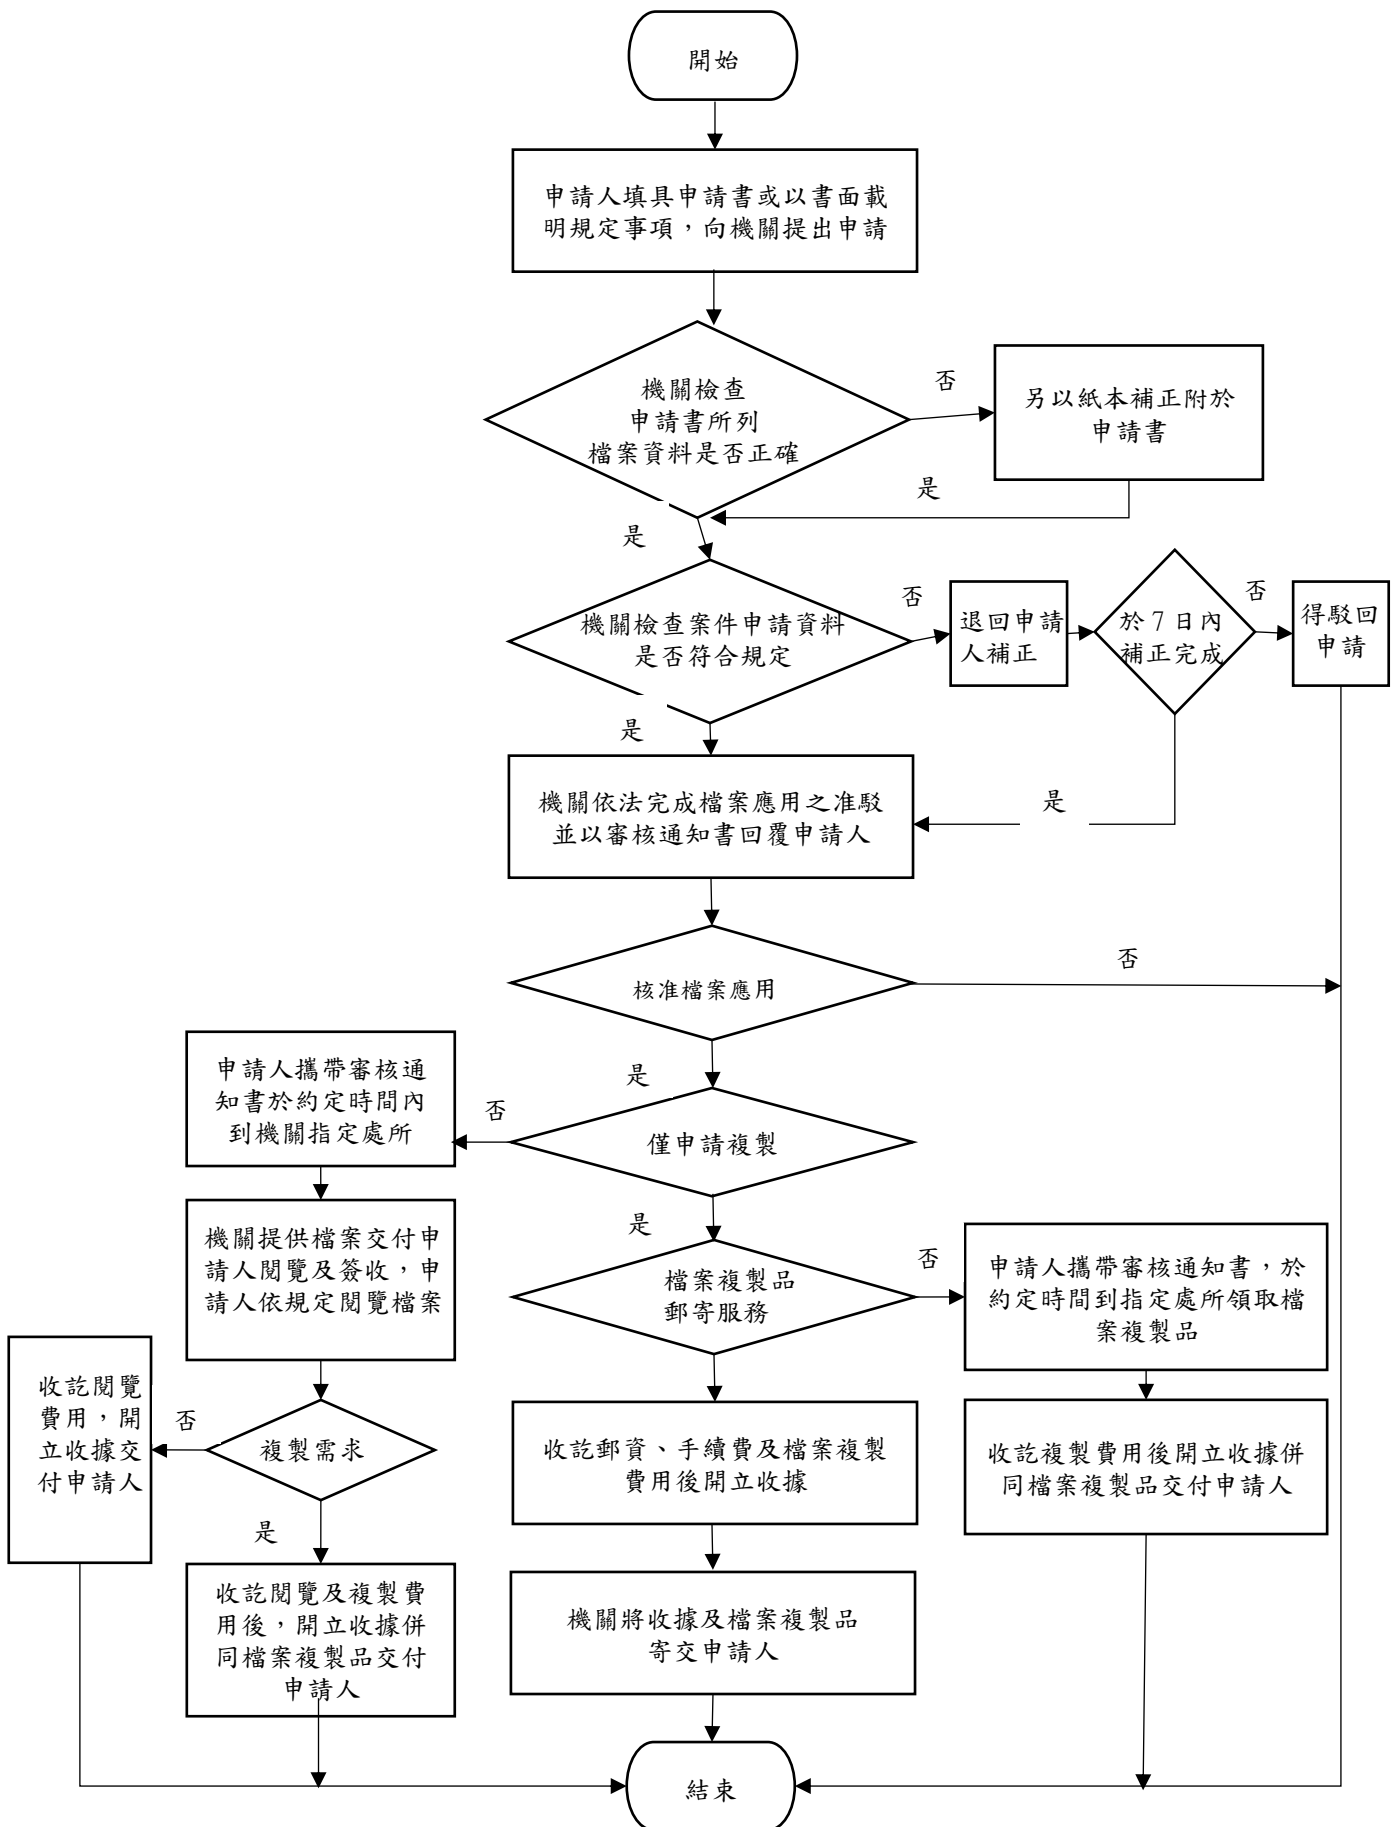 開始
申請人填具申請書或以書面載
明規定事項，向機關提出申請
機關檢查
申請書所列
檔案資料是否正確
否
另以紙本補正附於
申請書
是
是
機關檢查案件申請資料
是否符合規定
否
退回申請
人補正
於7日內
補正完成
否
得駁回
申請
是
是
機關依法完成檔案應用之准駁
並以審核通知書回覆申請人
核准檔案應用
否
是
僅申請複製
否
申請人攜帶審核通
知書於約定時間內
到機關指定處所
機關提供檔案交付申
請人閱覽及簽收，申
請人依規定閱覽檔案
是
檔案複製品
郵寄服務
否
申請人攜帶審核通知書，於
約定時間到指定處所領取檔
案複製品
收訖閱覽
費用，開
立收據交
付申請人
否
複製需求
是
收訖郵資、手續費及檔案複製
費用後開立收據
收訖複製費用後開立收據併
同檔案複製品交付申請人
收訖閱覽及複製費
用後，開立收據併
同檔案複製品交付
申請人
機關將收據及檔案複製品
寄交申請人
結束